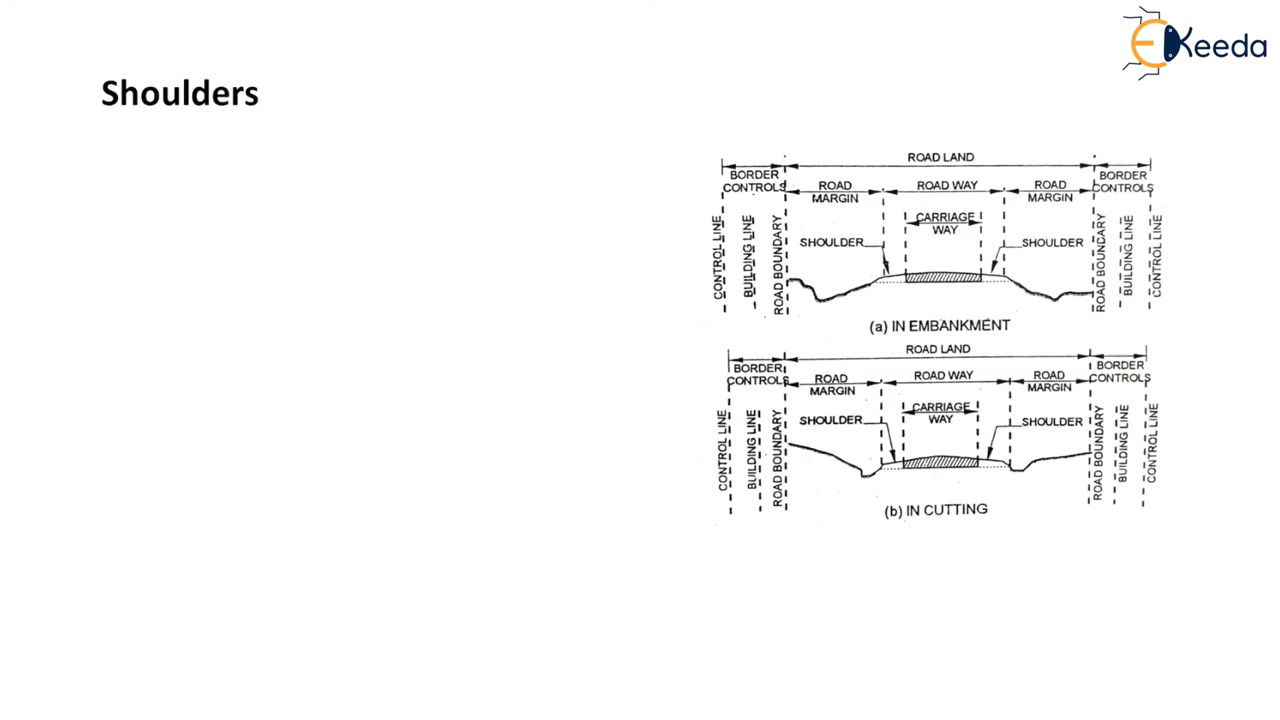 EKeeda
Shoulders
ROAD LAND
BORDER
CONTROLS
ROAD
MARGIN
ROAD WAY
ROAD
MARGIN
BORDER
CONTROLS
CARRIAGE
WAY
CONTROL LINE
BUILDING LINE
ROAD BOUNDARY
SHOULDER
SHOULDER
ROAD BOUNDARY
BUILDING LINE
CONTROL LINE
(a) IN EMBANKMENT
ROAD LAND
BORDER
CONTROLS
ROAD
MARGIN
ROAD WAY
ROAD
MARGIN
BORDER
CONTROLS
CARRIAGE
WAY
CONTROL LINE
BUILDING LINE
ROAD BOUNDARY
SHOULDER
SHOULDER
ROAD BOUNDARY
BUILDING LINE
CONTROL LINE
(b) IN CUTTING